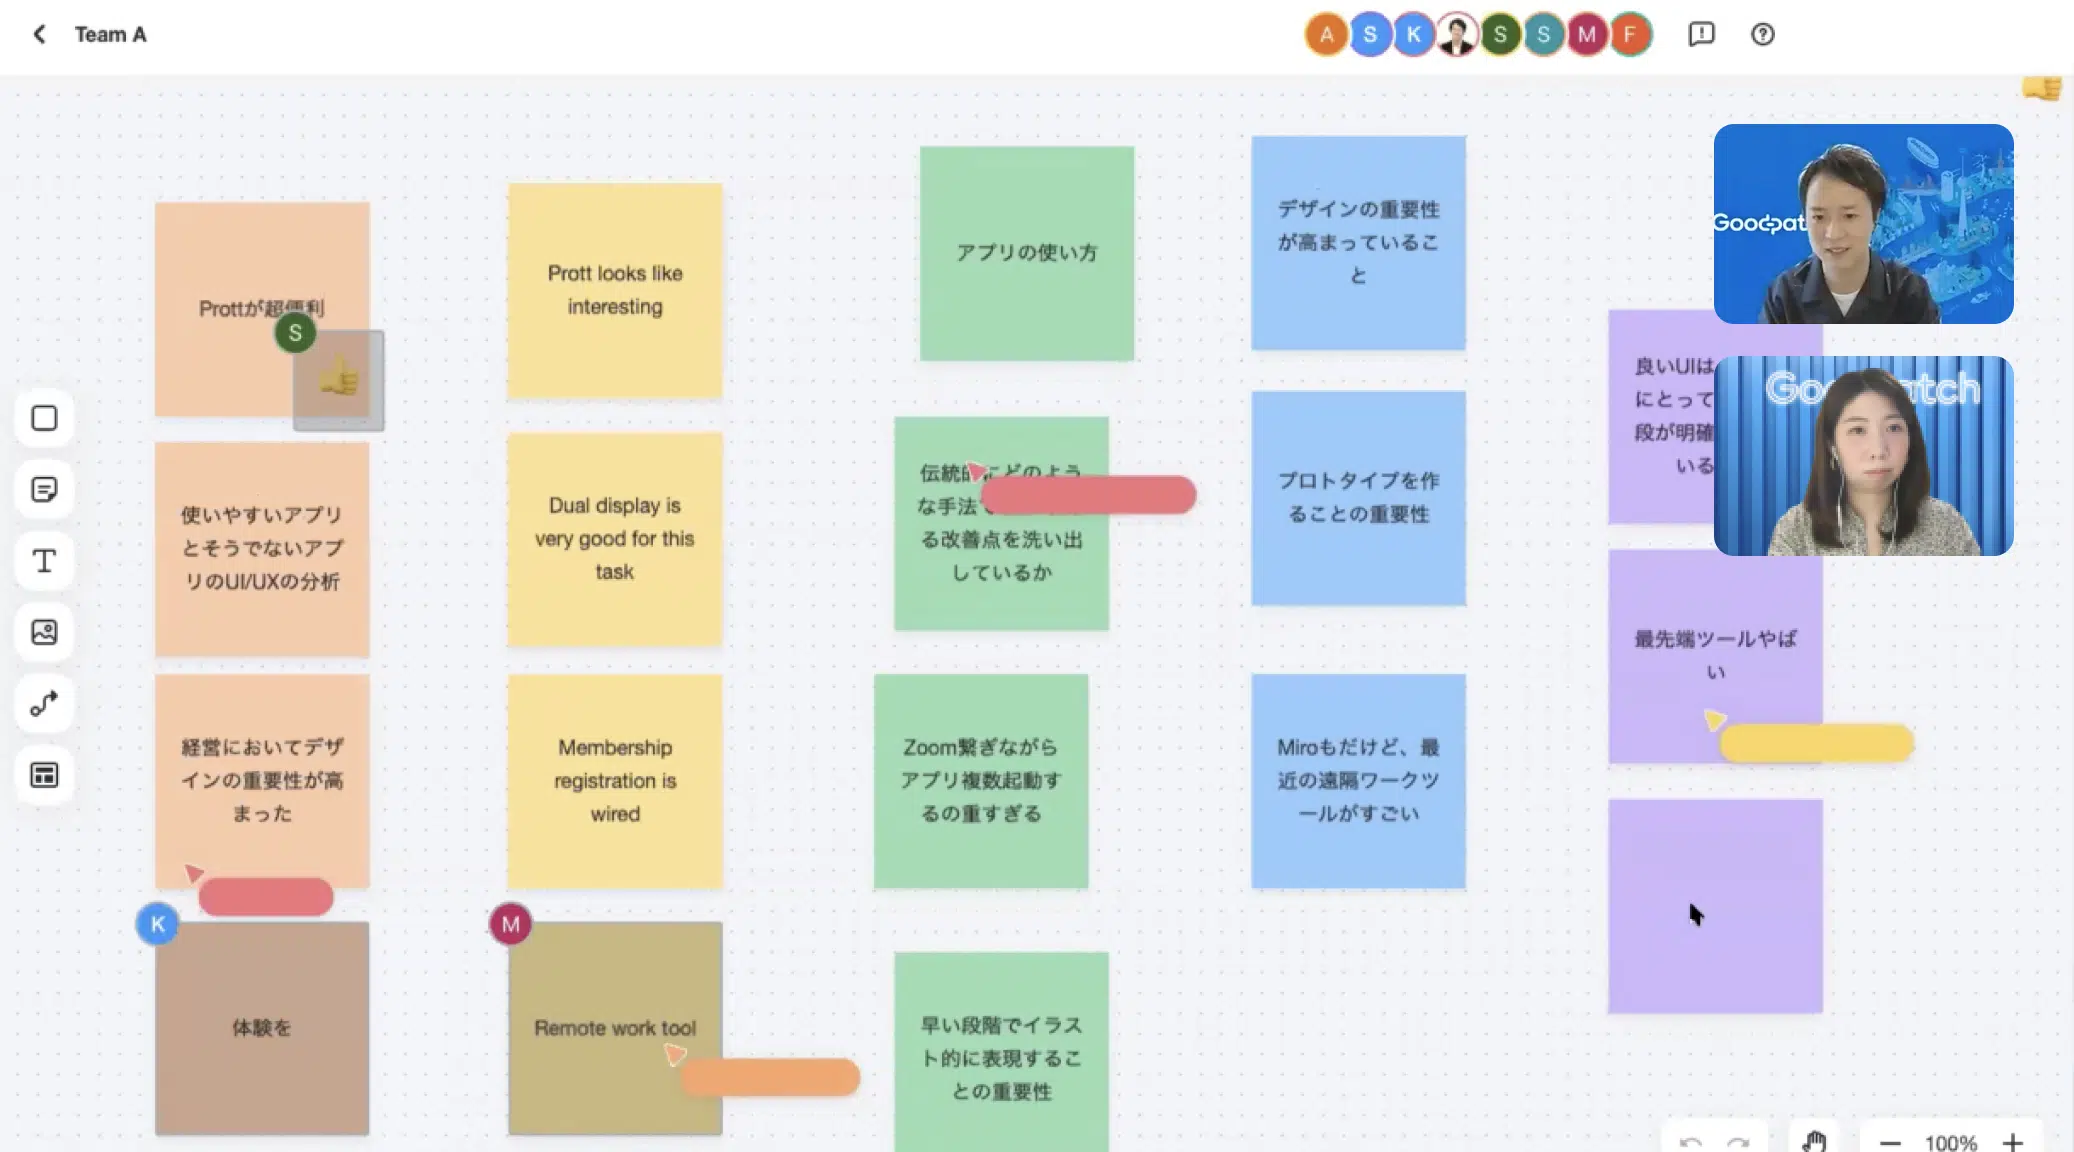 Team A
A
S
K
S
S
M
F
Prottが超便利
S
使いやすいアプリ
とそうでないアプ
リのUI/UXの分析
経営においてデザ
インの重要性が高
まった
K
体験を
Prott looks like
interesting
Dual display is
very good for this
task
Membership
registration is
wired
M
Remote work tool
アプリの使い方
伝統的にどのよう
な手法
る改善点を洗い出
しているか
Zoom繋ぎながら
アプリ複数起動す
るの重すぎる
早い段階でイラス
ト的に表現するこ
との重要性
デザインの重要性
が高まっているこ
と
プロトタイプを作
ることの重要性
Miroもだけど、最
近の遠隔ワークツ
ールがすごい
良いUIは
にとって
段が明確
いる
最先端ツールやば
い
Goodpat
Go
atch
T
100%